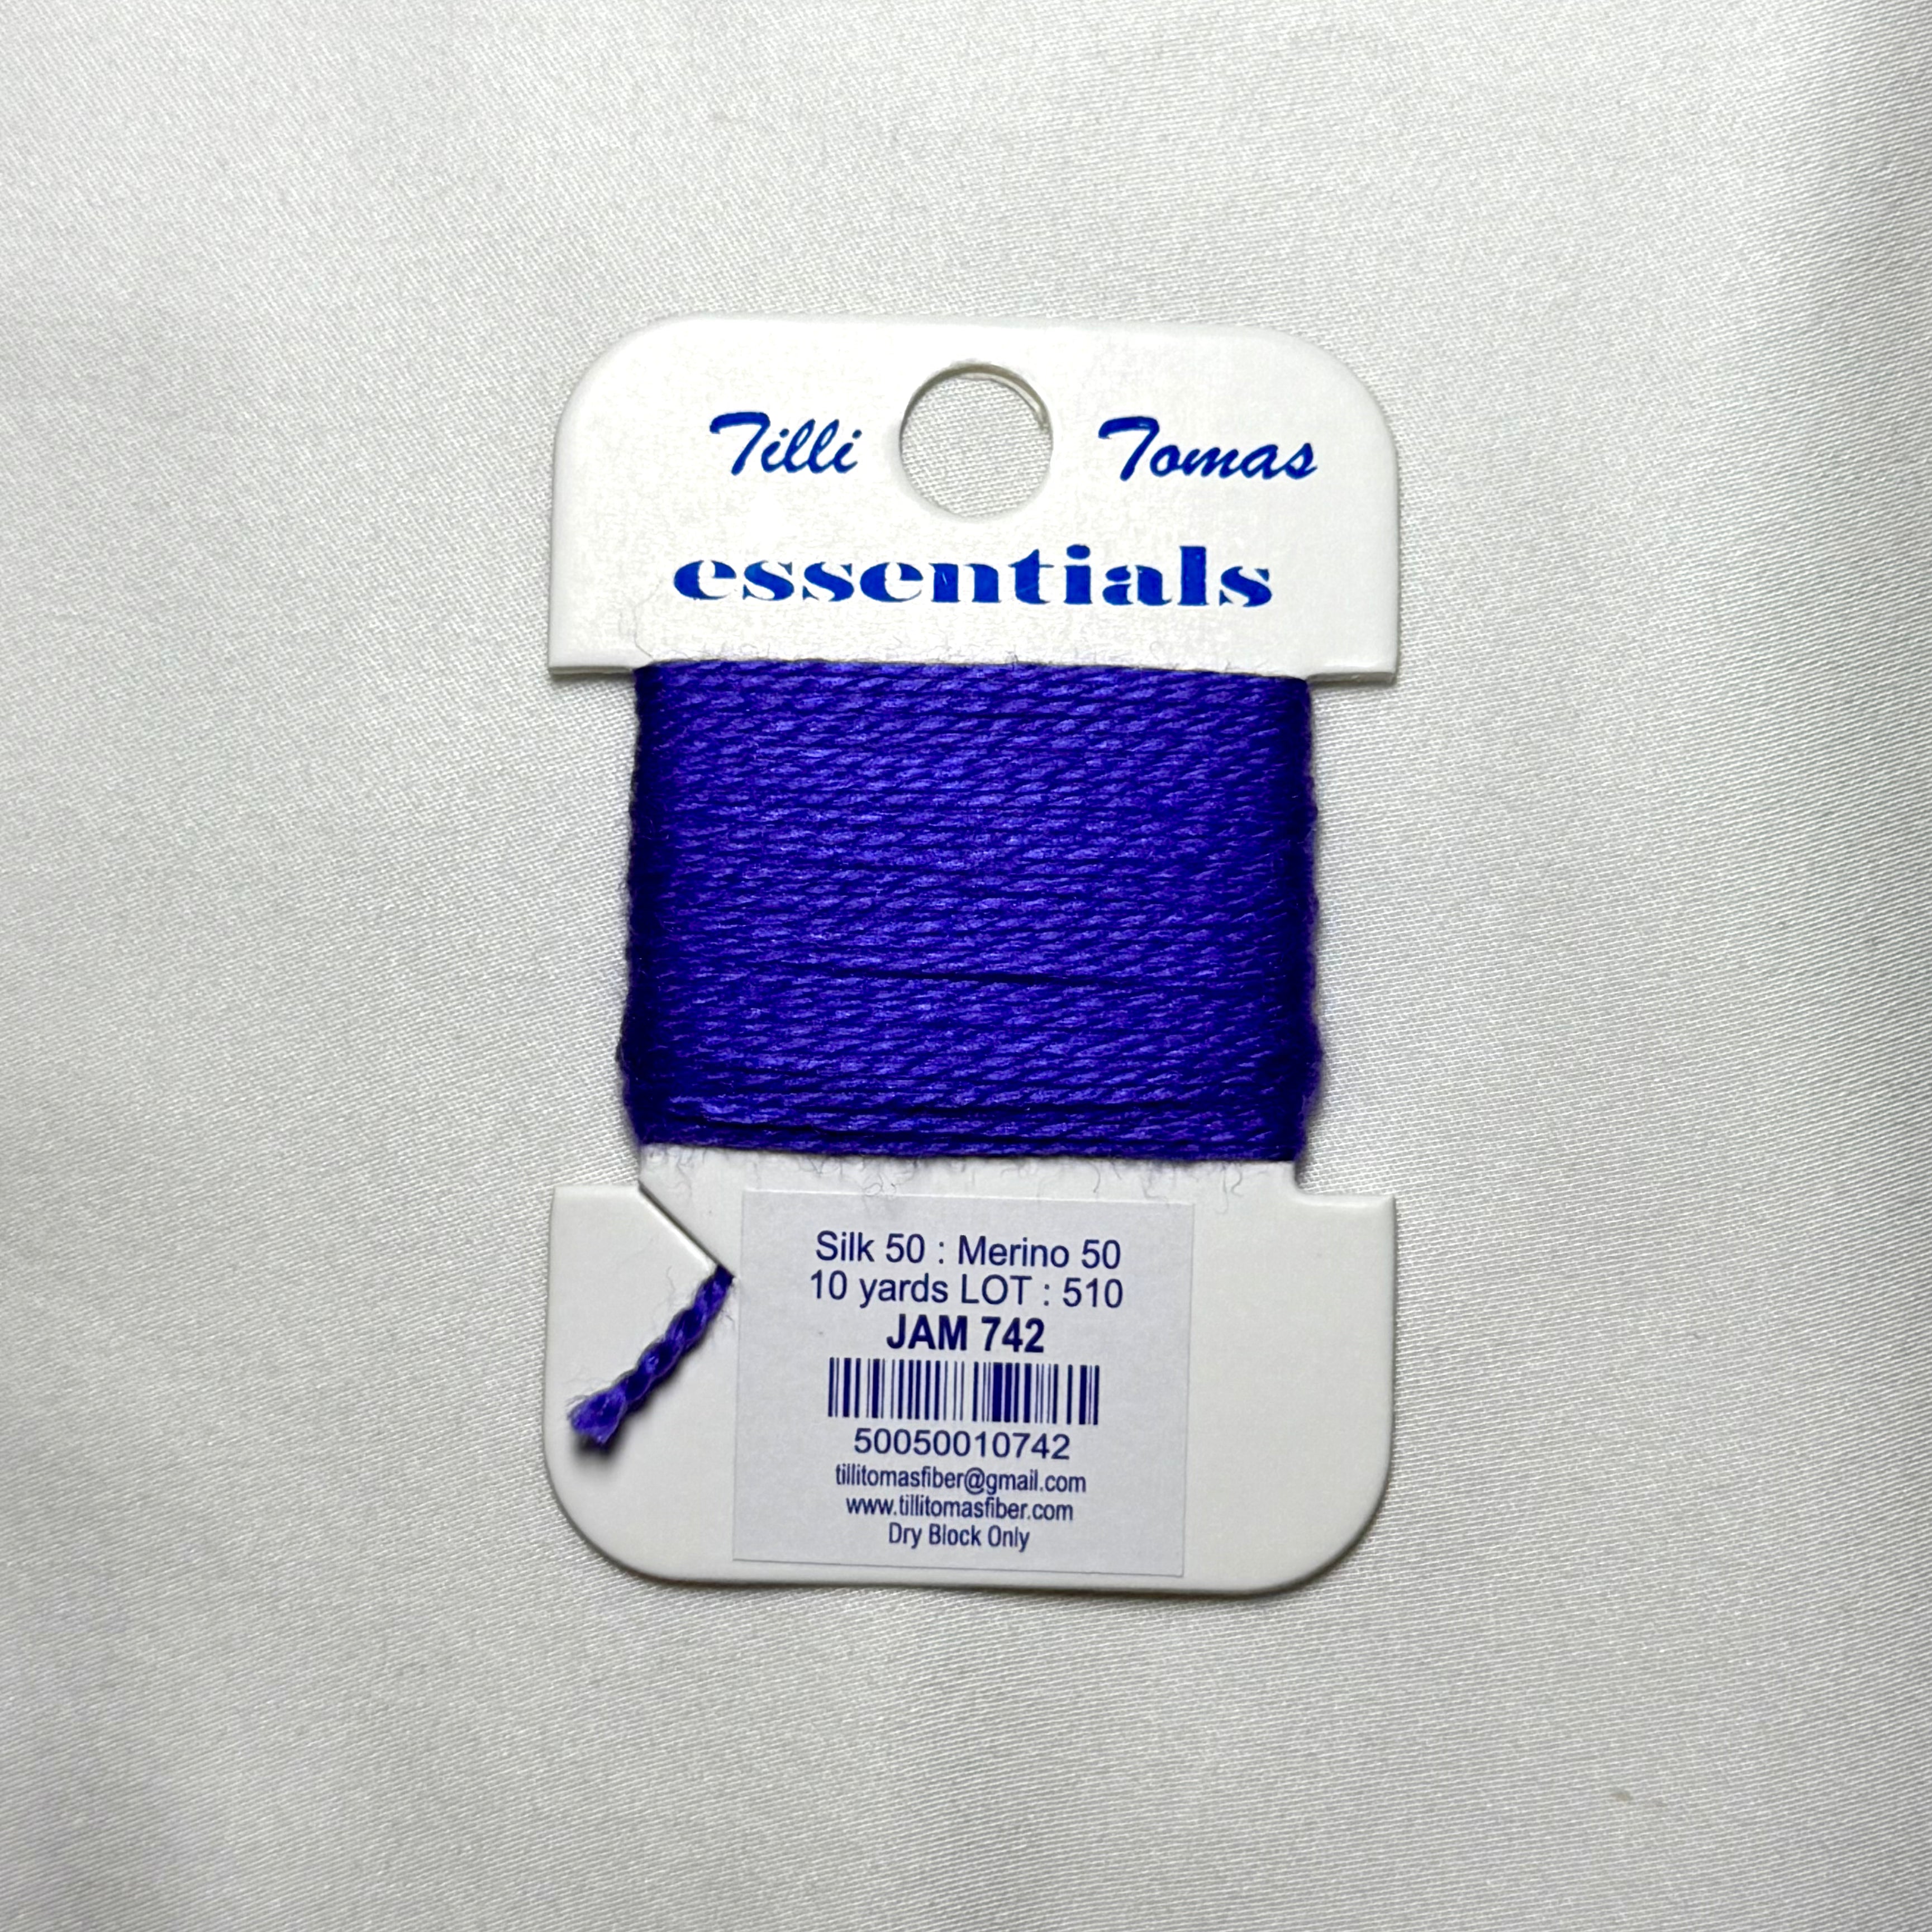 Tilli Tomas
essentials
Silk 50 : Merino 50
10 yards LOT : 510
JAM 742
50050010742
tillitomasfiber@gmail.com
www.tillitomasfiber.com
Dry Block Only